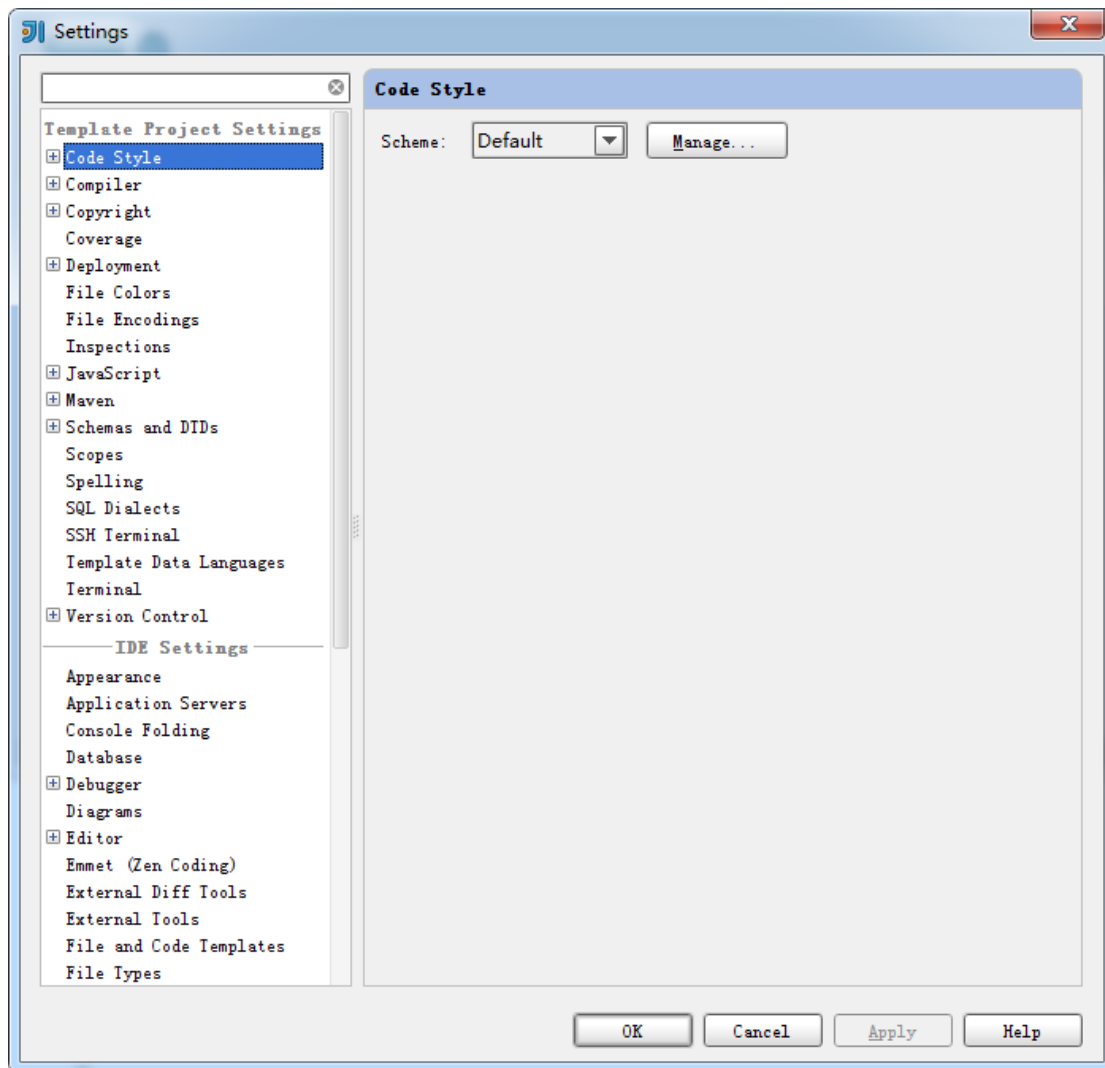 Settings
Code Style
Template Project Settings
Scheme: Default Manage...
Code Style
Compiler
Copyright
Coverage
Deployment
File Colors
File Encodings
Inspections
JavaScript
Maven
Schemas and DTDs
Scopes
Spelling
SQL Dialects
SSH Terminal
Template Data Languages
Terminal
Version Control
IDE Settings
Appearance
Application Servers
Console Folding
Database
Debugger
Diagrams
Editor
Emmet (Zen Coding)
External Diff Tools
External Tools
File and Code Templates
File Types
OK Cancel Apply Help